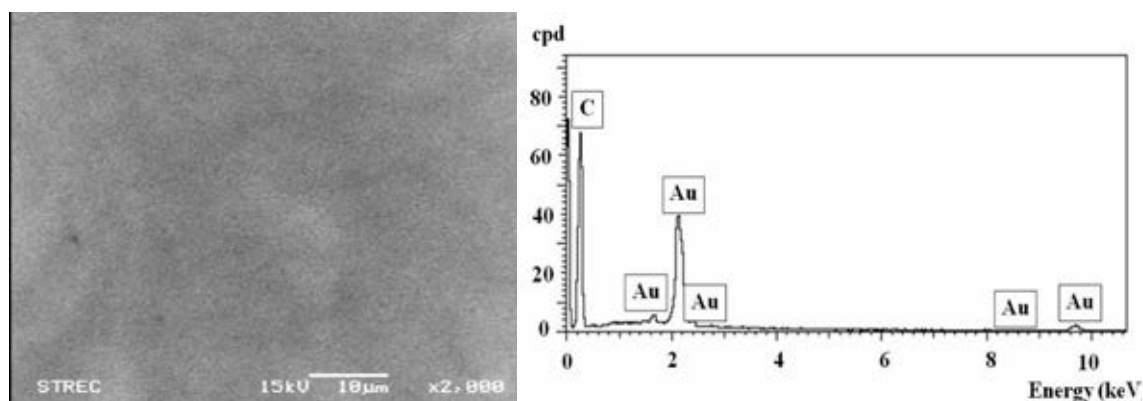 STREC 15kV 10μm x2,000
cpd
80
60
40
20
0
C
Au
Au
Au
Au
Au
0 2 4 6 8 10
Energy (keV